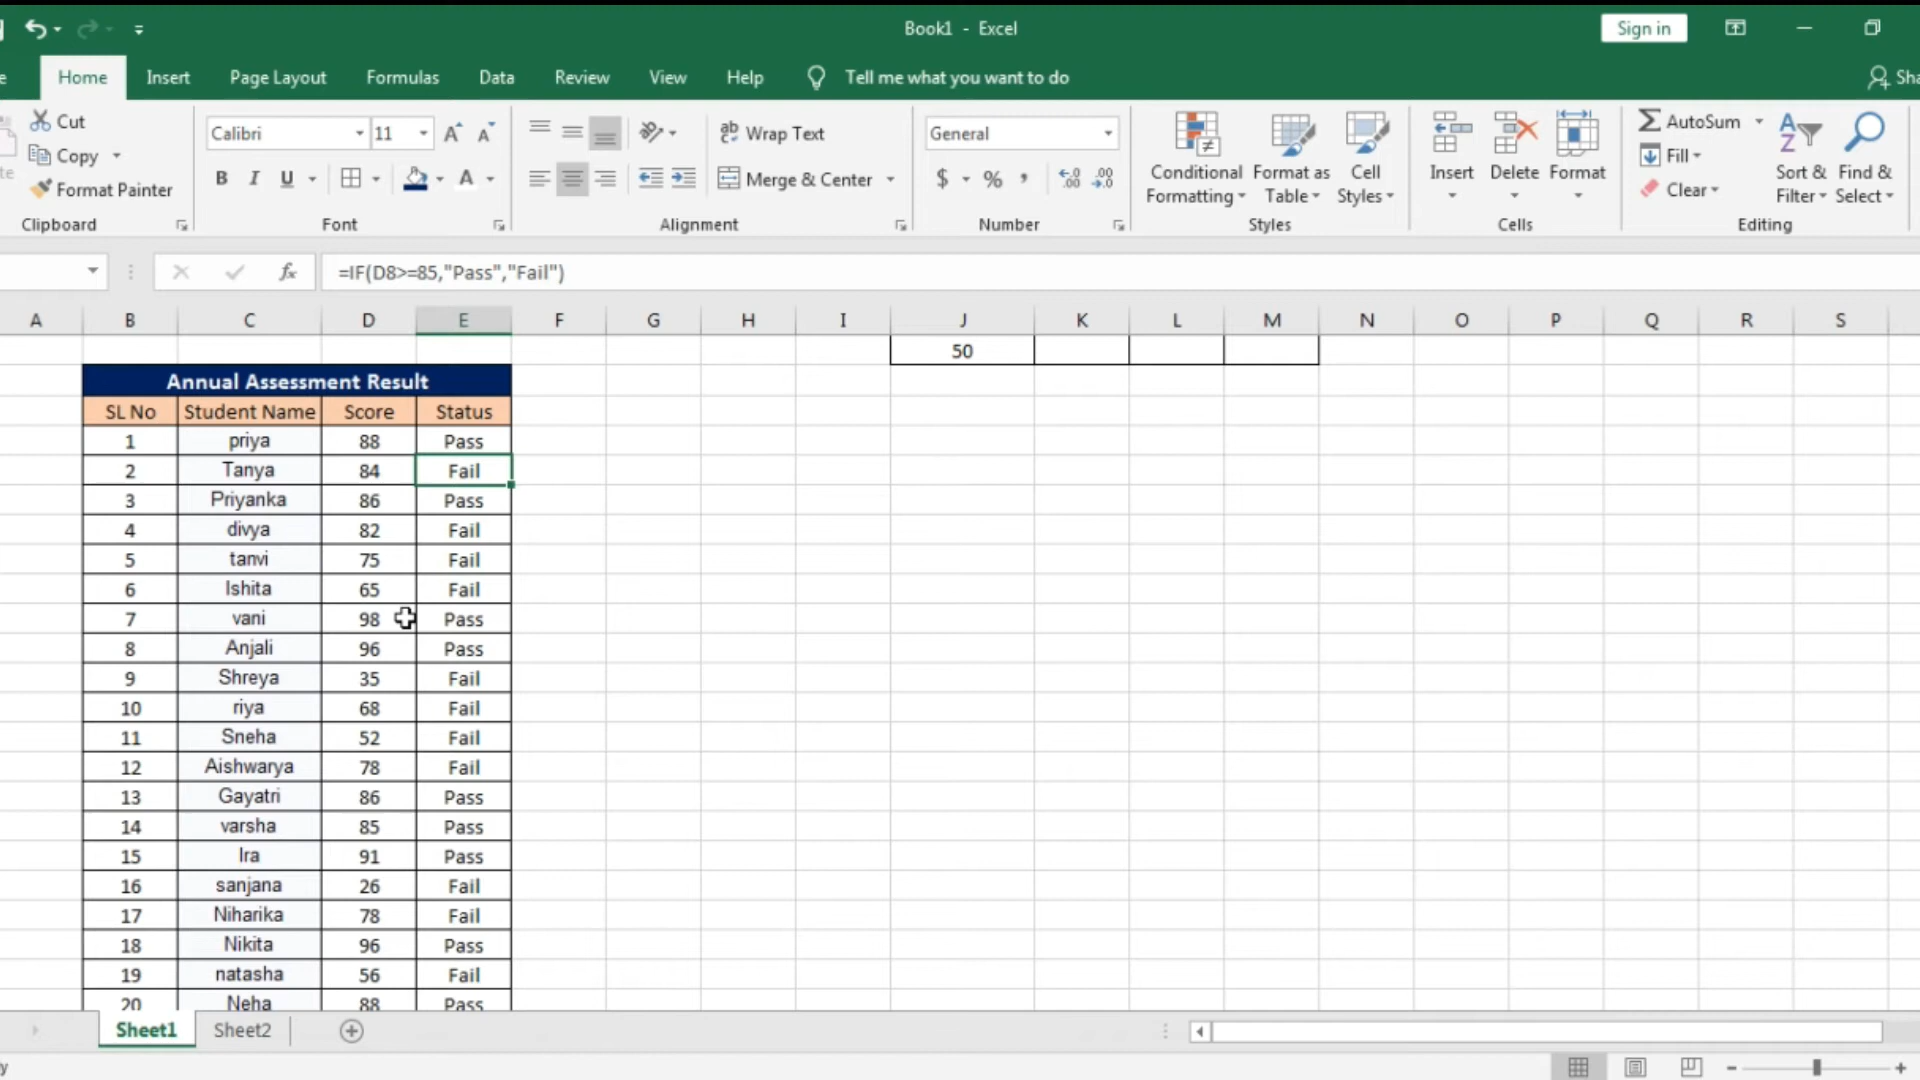 Book1 - Excel
Sign in
Home Insert Page Layout Formulas Data Review View Help Tell me what you want to do
Cut
Copy
Format Painter
Clipboard
Calibri 11
B I U A
Font
Wrap Text
Merge & Center
Alignment
General
$ % ,
Number
Conditional Formatting
Format as Table
Cell Styles
Styles
Insert Delete Format
Cells
AutoSum
Fill
Clear
Sort & Filter
Find & Select
Editing
fx =IF(D8>=85,"Pass","Fail")
A B C D E F G H I J K L M N O P Q R S
50
Annual Assessment Result
SL No Student Name Score Status
1 priya 88 Pass
2 Tanya 84 Fail
3 Priyanka 86 Pass
4 divya 82 Fail
5 tanvi 75 Fail
6 Ishita 65 Fail
7 vani 98 Pass
8 Anjali 96 Pass
9 Shreya 35 Fail
10 riya 68 Fail
11 Sneha 52 Fail
12 Aishwarya 78 Fail
13 Gayatri 86 Pass
14 varsha 85 Pass
15 Ira 91 Pass
16 sanjana 26 Fail
17 Niharika 78 Fail
18 Nikita 96 Pass
19 natasha 56 Fail
20 Neha 88 Pass
Sheet1 Sheet2